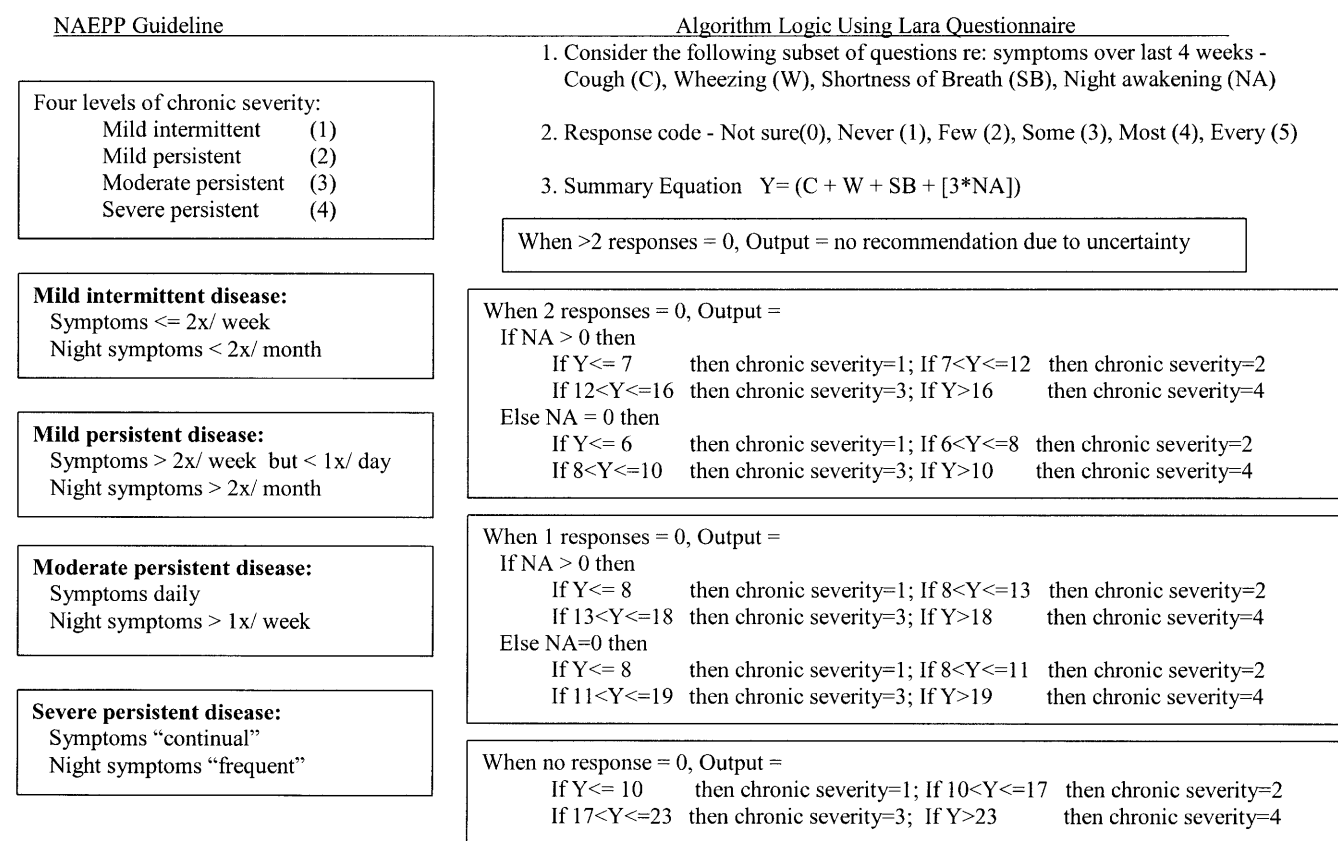 NAEPP Guideline
Four levels of chronic severity:
Mild intermittent (1)
Mild persistent (2)
Moderate persistent (3)
Severe persistent (4)
Mild intermittent disease:
Symptoms <= 2x/ week
Night symptoms < 2x/ month
Mild persistent disease:
Symptoms > 2x/ week but < 1x/ day
Night symptoms > 2x/ month
Moderate persistent disease:
Symptoms daily
Night symptoms > 1x/ week
Severe persistent disease:
Symptoms “continual”
Night symptoms “frequent”
Algorithm Logic Using Lara Questionnaire
1. Consider the following subset of questions re: symptoms over last 4 weeks -
Cough (C), Wheezing (W), Shortness of Breath (SB), Night awakening (NA)
2. Response code - Not sure(0), Never (1), Few (2), Some (3), Most (4), Every (5)
3. Summary Equation Y= (C + W + SB + [3*NA])
When >2 responses = 0, Output = no recommendation due to uncertainty
When 2 responses = 0, Output =
If NA > 0 then
If Y<= 7 then chronic severity=1; If 7<Y<=12 then chronic severity=2
If 12<Y<=16 then chronic severity=3; If Y>16 then chronic severity=4
Else NA = 0 then
If Y<= 6 then chronic severity=1; If 6<Y<=8 then chronic severity=2
If 8<Y<=10 then chronic severity=3; If Y>10 then chronic severity=4
When 1 responses = 0, Output =
If NA > 0 then
If Y<= 8 then chronic severity=1; If 8<Y<=13 then chronic severity=2
If 13<Y<=18 then chronic severity=3; If Y>18 then chronic severity=4
Else NA=0 then
If Y<= 8 then chronic severity=1; If 8<Y<=11 then chronic severity=2
If 11<Y<=19 then chronic severity=3; If Y>19 then chronic severity=4
When no response = 0, Output =
If Y<= 10 then chronic severity=1; If 10<Y<=17 then chronic severity=2
If 17<Y<=23 then chronic severity=3; If Y>23 then chronic severity=4